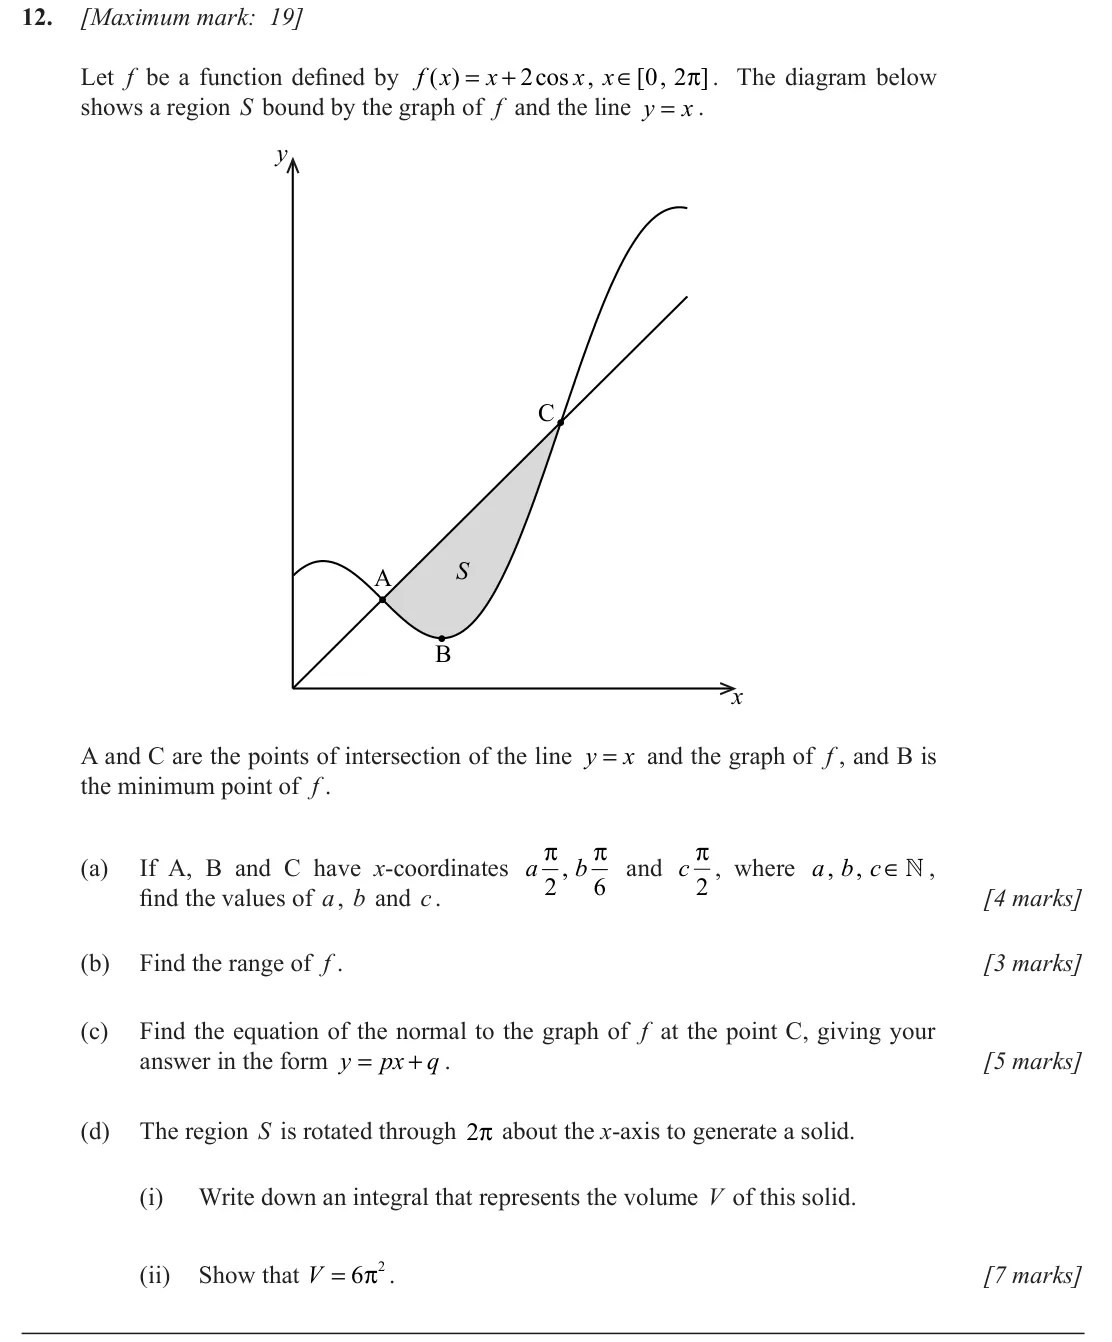 12. [Maximum mark: 19]
Let f be a function defined by f(x) = x + 2cos x, x ∈ [0, 2π]. The diagram below
shows a region S bound by the graph of f and the line y = x.
y
C
A
S
B
x
A and C are the points of intersection of the line y = x and the graph of f, and B is
the minimum point of f.
(a) If A, B and C have x-coordinates a π/2, b π/6 and c π/2, where a, b, c ∈ ℕ,
find the values of a, b and c. [4 marks]
(b) Find the range of f. [3 marks]
(c) Find the equation of the normal to the graph of f at the point C, giving your
answer in the form y = px + q. [5 marks]
(d) The region S is rotated through 2π about the x-axis to generate a solid.
(i) Write down an integral that represents the volume V of this solid.
(ii) Show that V = 6π². [7 marks]